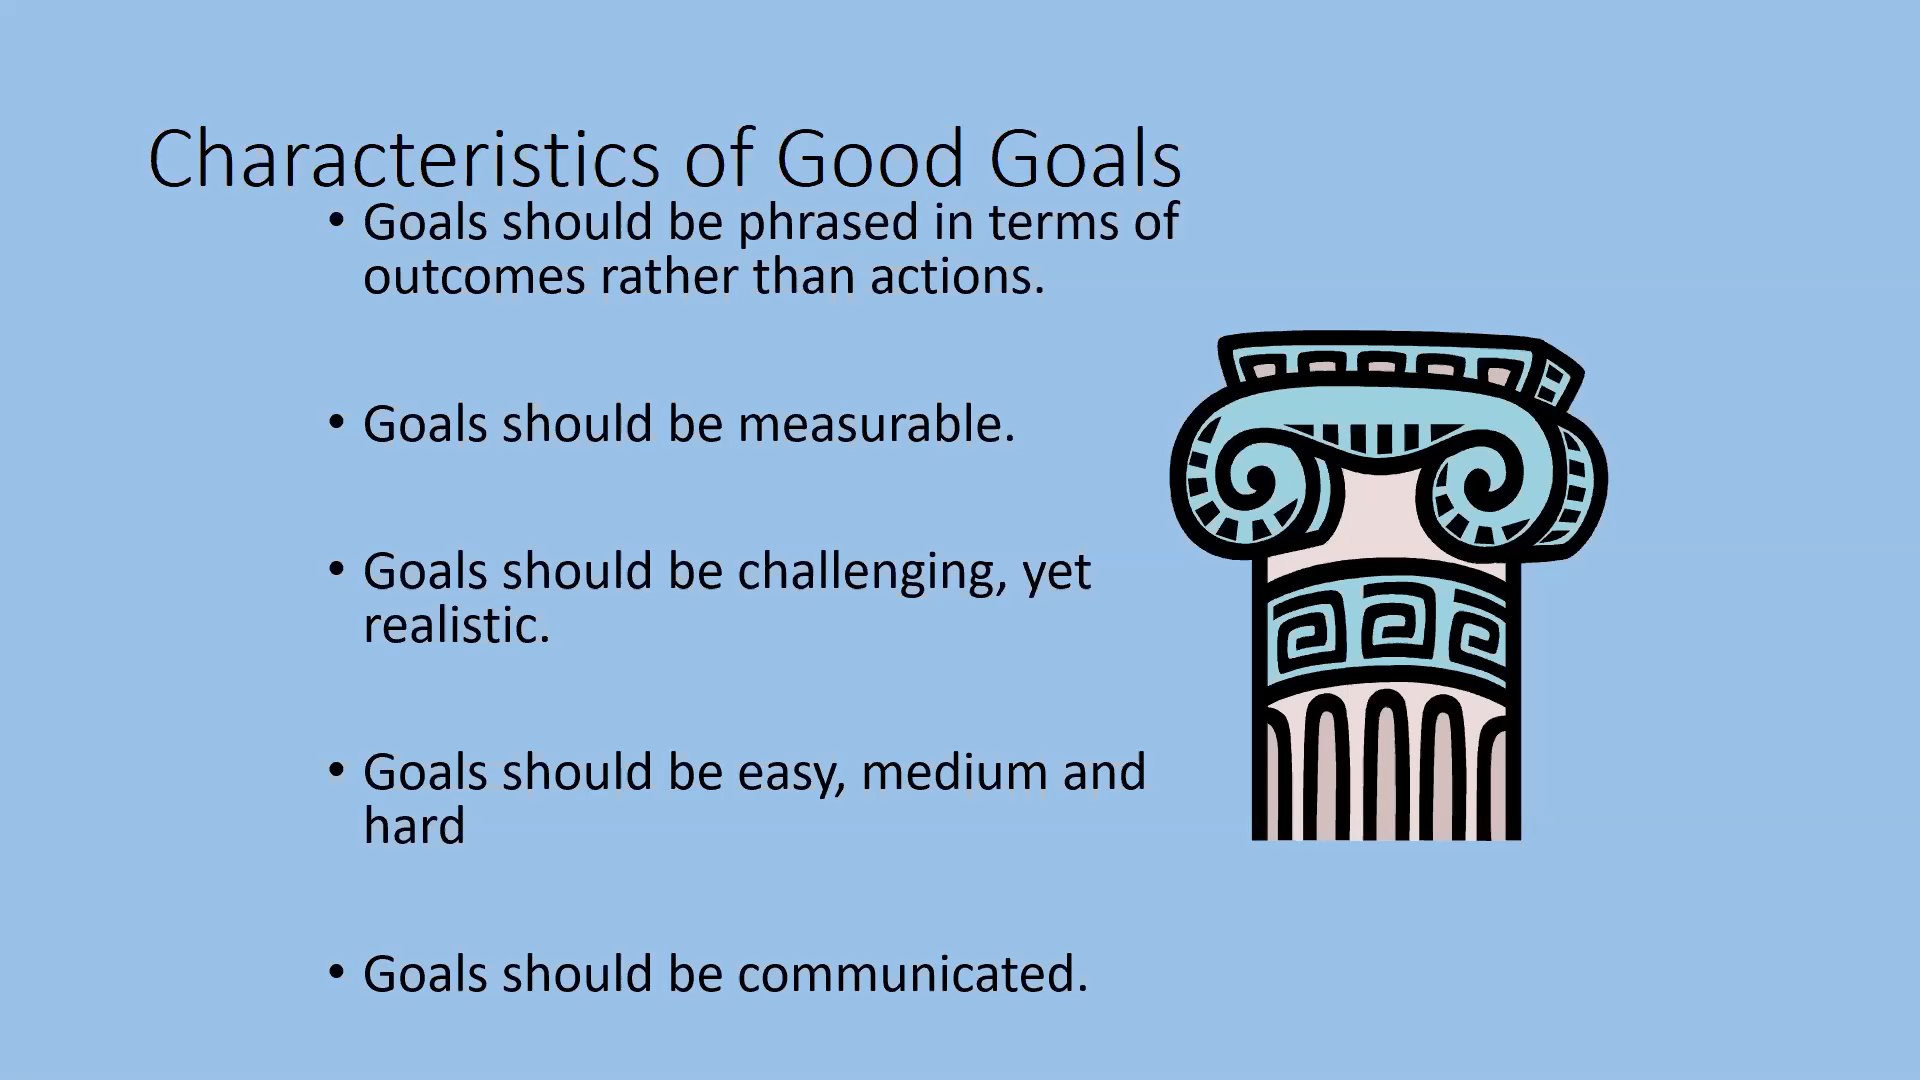 Characteristics of Good Goals
• Goals should be phrased in terms of
outcomes rather than actions.
• Goals should be measurable.
• Goals should be challenging, yet
realistic.
• Goals should be easy, medium and
hard
• Goals should be communicated.